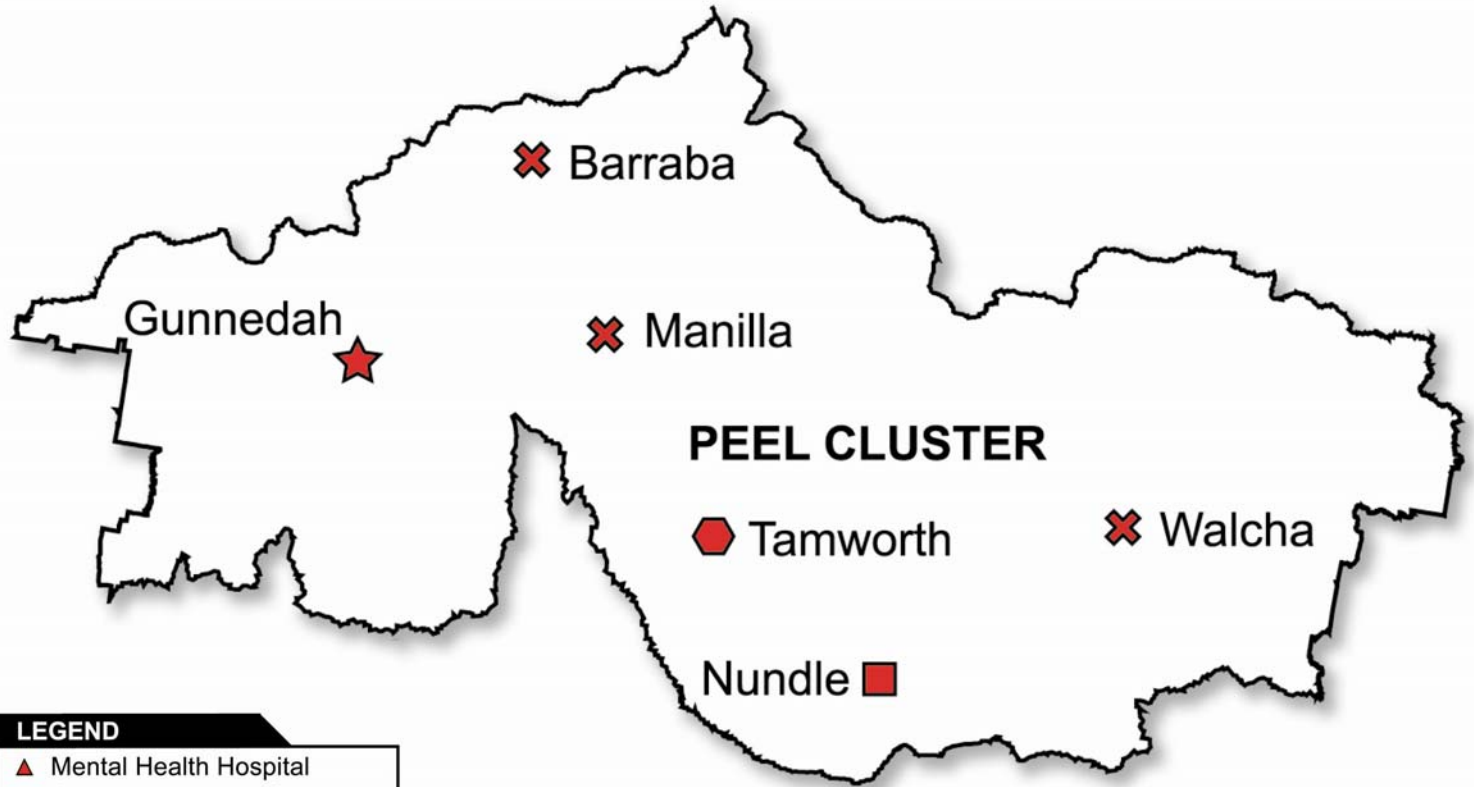 Barraba
Gunnedah
Manilla
PEEL CLUSTER
Tamworth
Walcha
Nundle
LEGEND
Mental Health Hospital